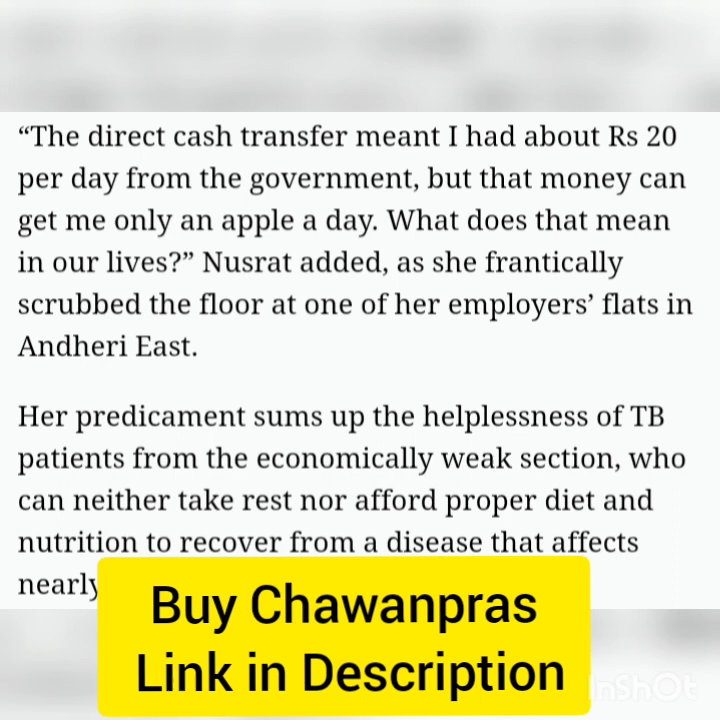 “The direct cash transfer meant I had about Rs 20
per day from the government, but that money can
get me only an apple a day. What does that mean
in our lives?” Nusrat added, as she frantically
scrubbed the floor at one of her employers’ flats in
Andheri East.
Her predicament sums up the helplessness of TB
patients from the economically weak section, who
can neither take rest nor afford proper diet and
nutrition to recover from a disease that affects
nearly
Buy Chawanpras
Link in Description
InShOt